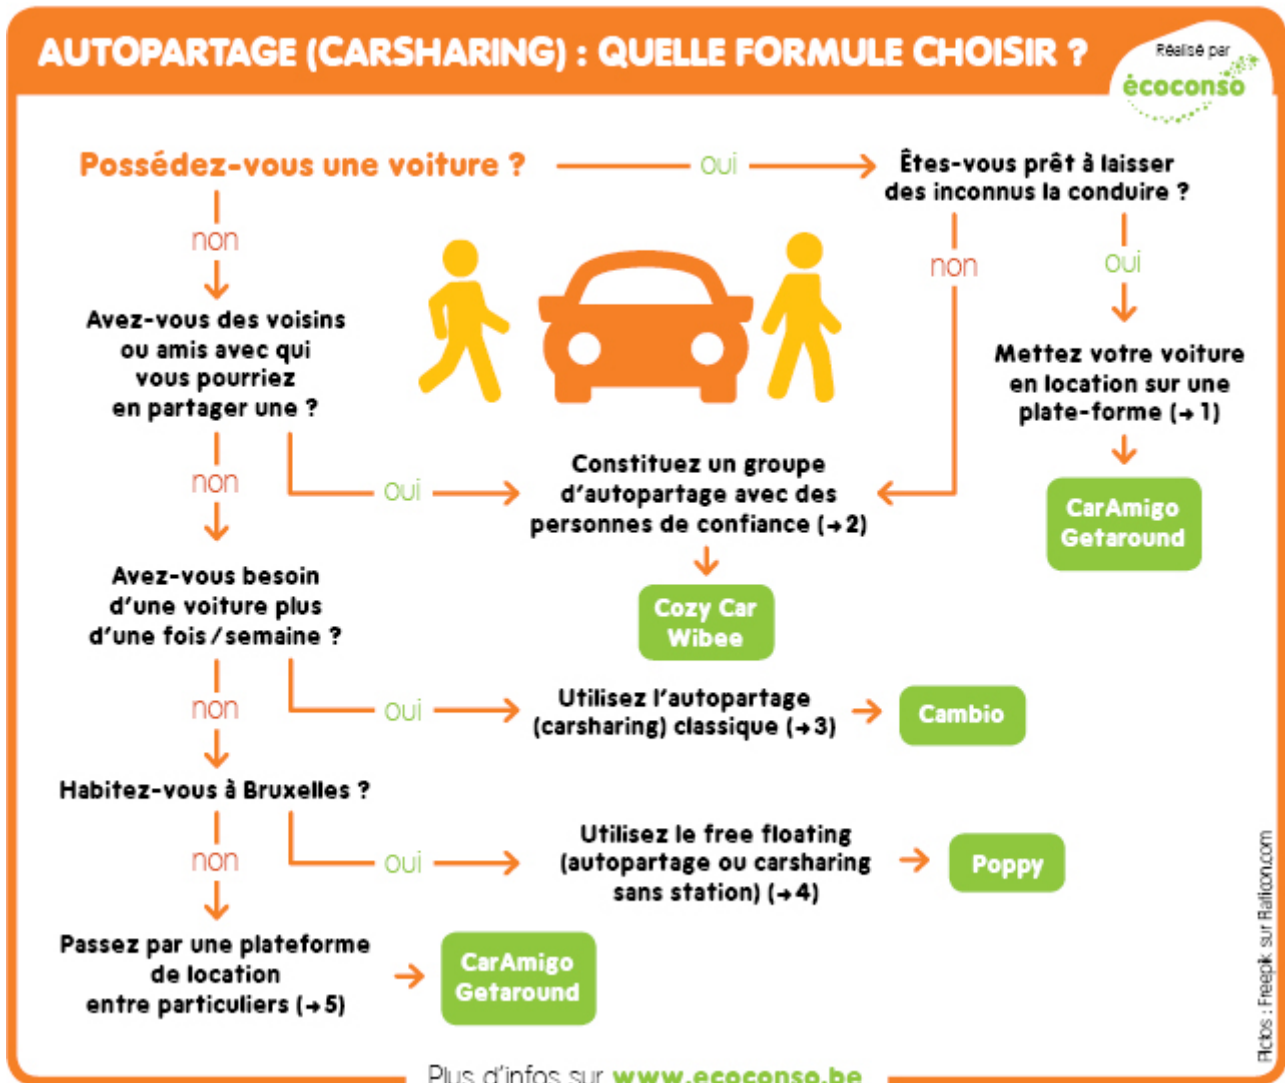 AUTOPARTAGE (CARSHARING) : QUELLE FORMULE CHOISIR ?
Réalisé par
écoconso
Possédez-vous une voiture ?
oui
Êtes-vous prêt à laisser
des inconnus la conduire ?
non
non
oui
Avez-vous des voisins
ou amis avec qui
vous pourriez
en partager une ?
Mettez votre voiture
en location sur une
plate-forme (→1)
non
oui
Constituez un groupe
d'autopartage avec des
personnes de confiance (→2)
CarAmigo
Getaround
Avez-vous besoin
d'une voiture plus
d'une fois/semaine ?
Cozy Car
Wibee
non
oui
Utilisez l'autopartage
(carsharing) classique (→3)
Cambio
Habitez-vous à Bruxelles ?
non
oui
Utilisez le free floating
(autopartage ou carsharing
sans station) (→4)
Poppy
Passez par une plateforme
de location
entre particuliers (→5)
CarAmigo
Getaround
Pictos : Freepik sur Flaticon.com
Plus d'infos sur www.ecoconso.be